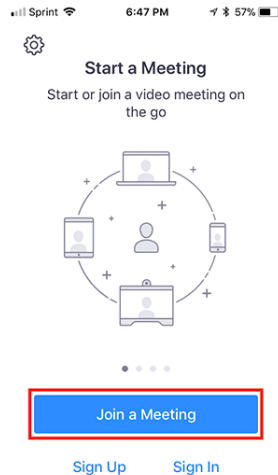 Sprint 6:47 PM 57%
Start a Meeting
Start or join a video meeting on
the go
Join a Meeting
Sign Up Sign In